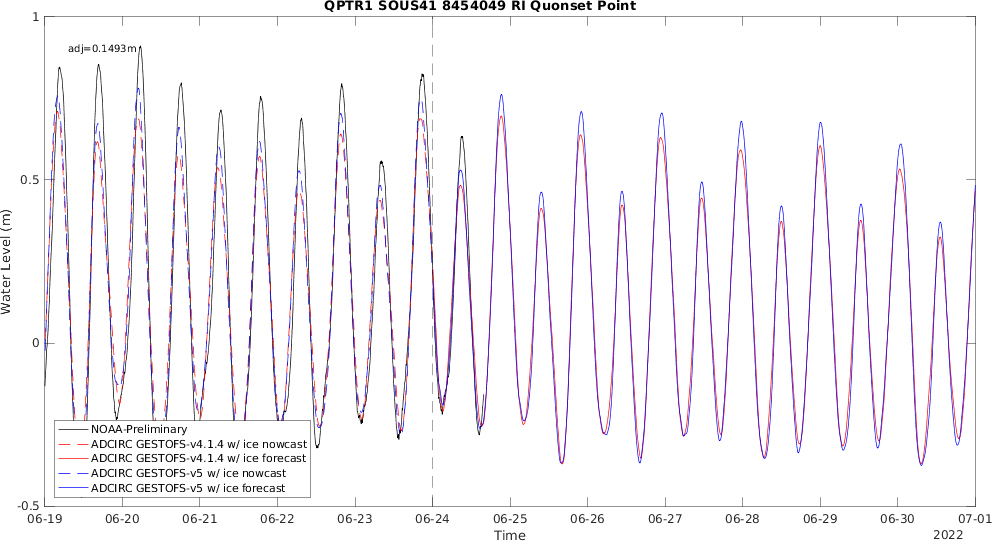 QPTR1 SOUS41 8454049 RI Quonset Point
adj=0.1493m
1
0.5
0
-0.5
Water Level (m)
NOAA-Preliminary
ADCIRC GESTOFS-v4.1.4 w/ ice nowcast
ADCIRC GESTOFS-v4.1.4 w/ ice forecast
ADCIRC GESTOFS-v5 w/ ice nowcast
ADCIRC GESTOFS-v5 w/ ice forecast
06-19 06-20 06-21 06-22 06-23 06-24 06-25 06-26 06-27 06-28 06-29 06-30 07-01
Time
2022